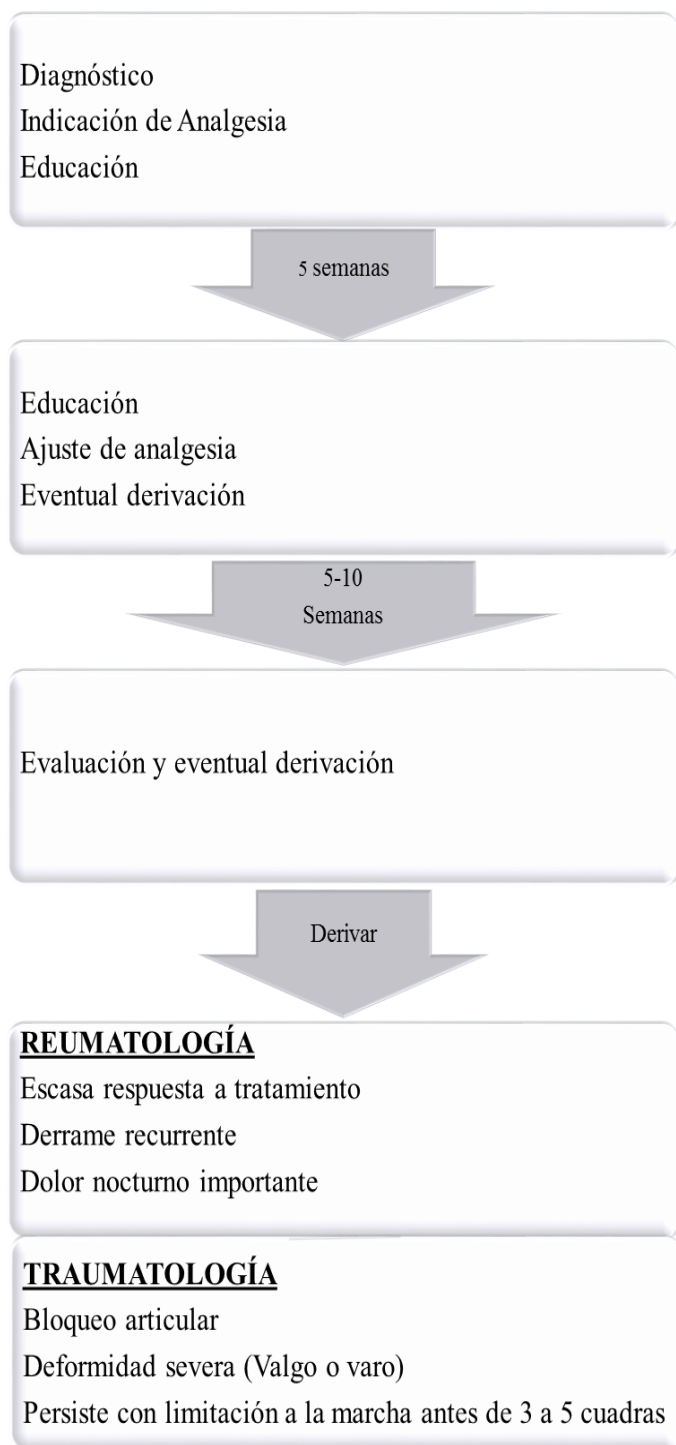 Diagnóstico
Indicación de Analgesia
Educación
5 semanas
Educación
Ajuste de analgesia
Eventual derivación
5-10
Semanas
Evaluación y eventual derivación
Derivar
REUMATOLOGÍA
Escasa respuesta a tratamiento
Derrame recurrente
Dolor nocturno importante
TRAUMATOLOGÍA
Bloqueo articular
Deformidad severa (Valgo o varo)
Persiste con limitación a la marcha antes de 3 a 5 cuadras